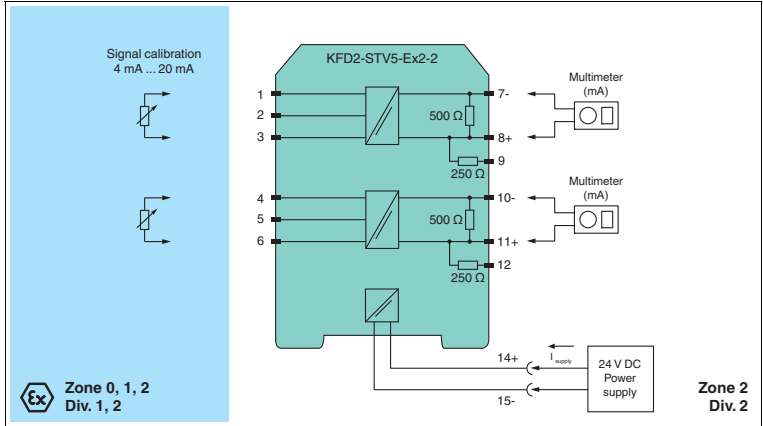 Signal calibration
4 mA ... 20 mA
KFD2-STV5-Ex2-2
Multimeter
(mA)
1
2
3
500 Ω
7-
8+
9
250 Ω
Multimeter
(mA)
4
5
6
500 Ω
10-
11+
12
250 Ω
14+
15-
I supply
24 V DC
Power
supply
Ex
Zone 0, 1, 2
Div. 1, 2
Zone 2
Div. 2